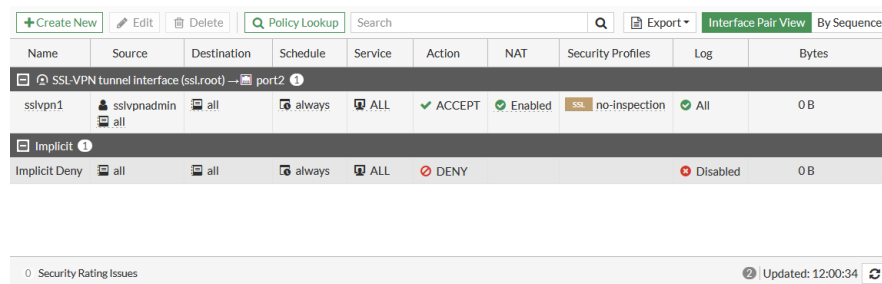 Create New Edit Delete Policy Lookup Search Export Interface Pair View By Sequence
Name Source Destination Schedule Service Action NAT Security Profiles Log Bytes
SSL-VPN tunnel interface (ssl.root) → port2 1
sslvpn1 sslvpnadmin all always ALL ACCEPT Enabled SSL no-inspection All 0 B
all
Implicit 1
Implicit Deny all all always ALL DENY Disabled 0 B
0 Security Rating Issues 2 Updated: 12:00:34